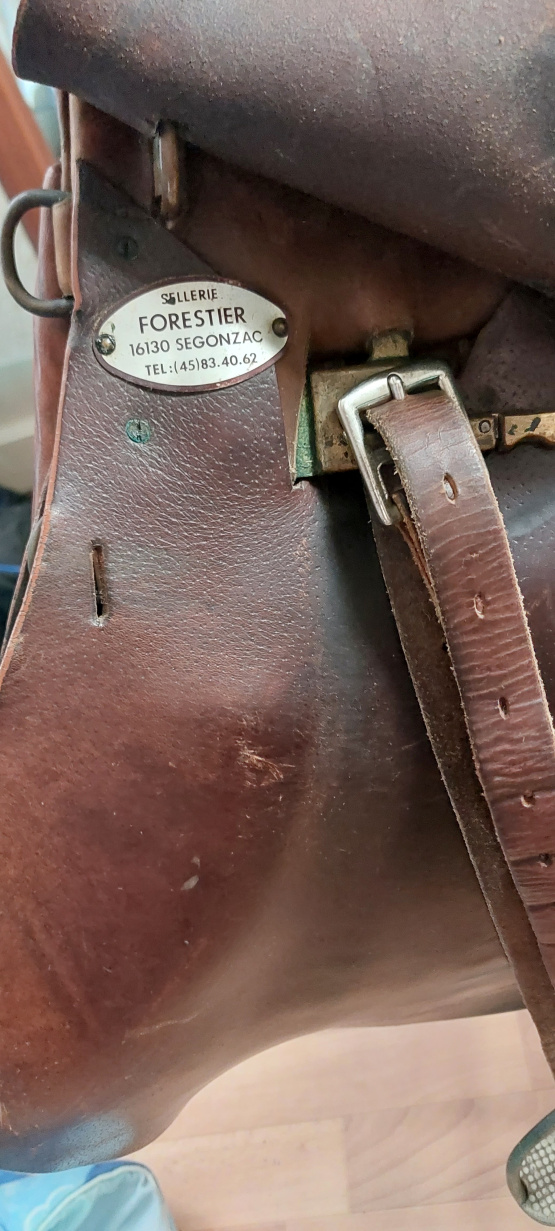 SELLERIE
FORESTIER
16130 SEGONZAC
TEL:(45)83.40.62